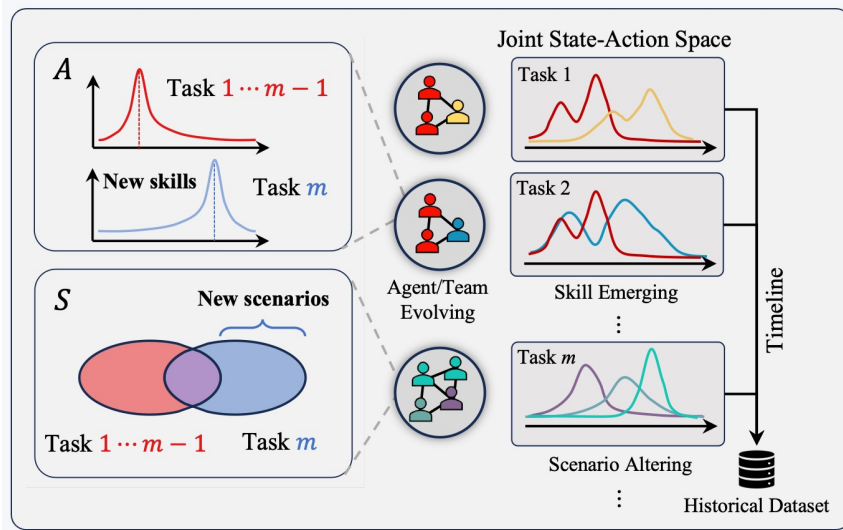 Joint State-Action Space
A
Task 1 ⋯ m − 1
New skills
Task m
S
New scenarios
Task 1 ⋯ m − 1
Task m
Agent/Team
Evolving
Task 1
Task 2
Skill Emerging
⋮
Task m
Scenario Altering
⋮
Timeline
Historical Dataset